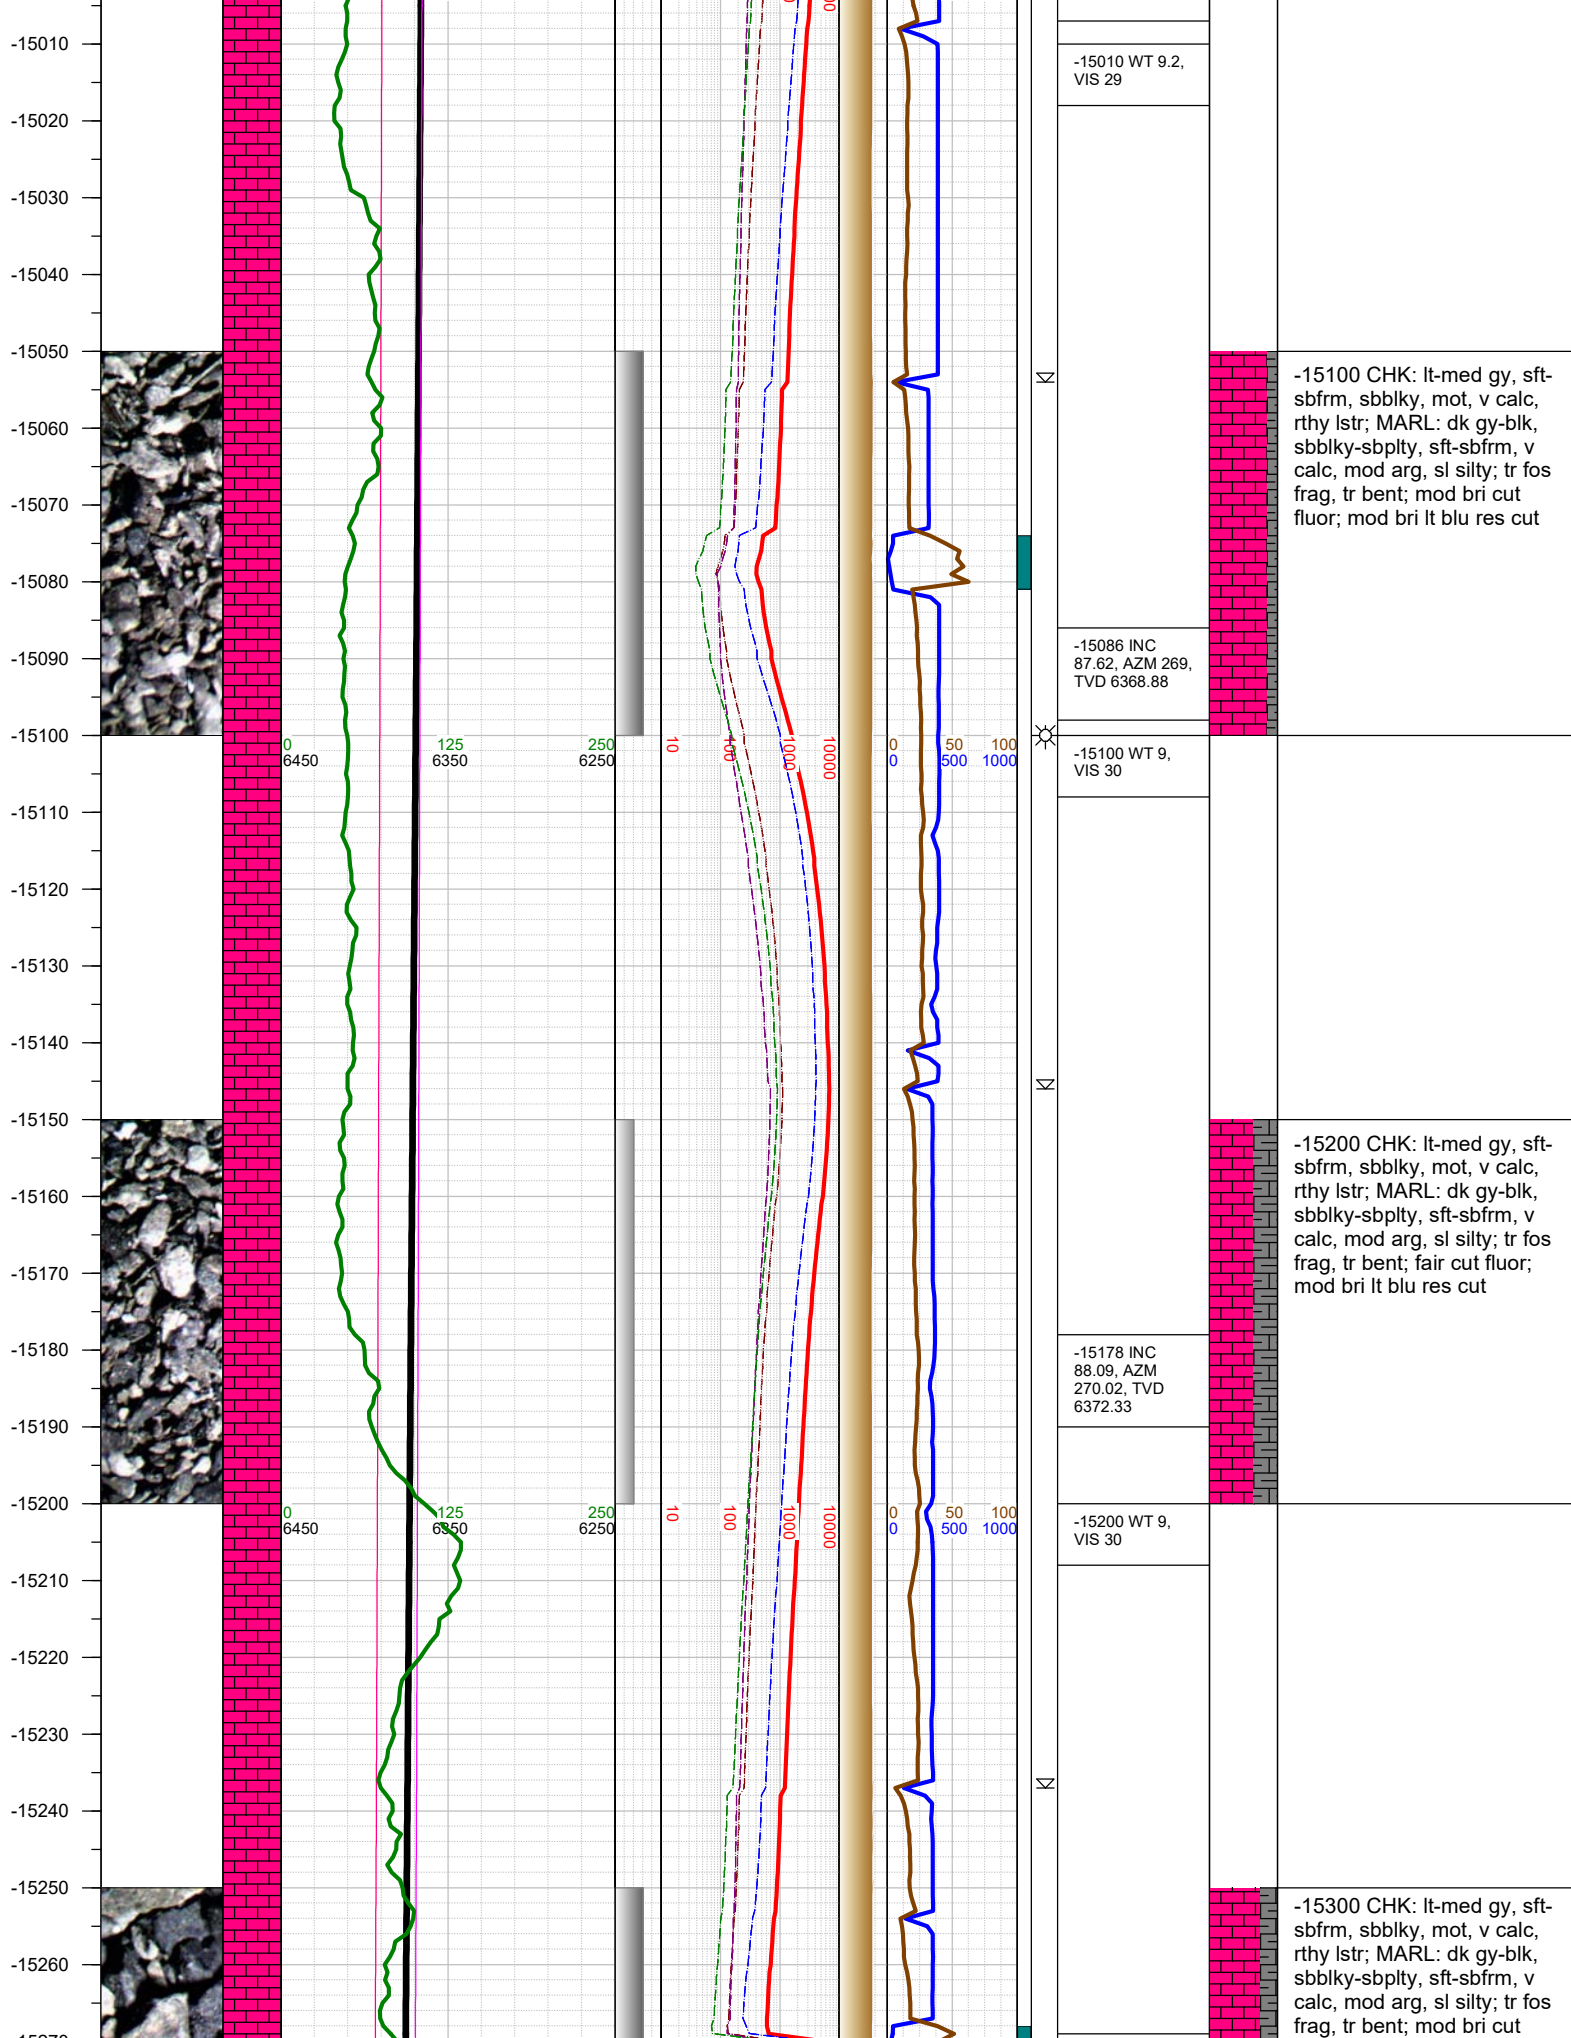 -15010
-15020
-15030
-15040
-15050
-15060
-15070
-15080
-15090
-15100
-15110
-15120
-15130
-15140
-15150
-15160
-15170
-15180
-15190
-15200
-15210
-15220
-15230
-15240
-15250
-15260
0 125 250
6450 6350 6250
10 100 1000 10000
0 50 100
0 500 1000
0 125 250
6450 6350 6250
10 100 1000 10000
0 50 100
0 500 1000
-15010 WT 9.2,
VIS 29
-15086 INC
87.62, AZM 269,
TVD 6368.88
-15100 WT 9,
VIS 30
-15178 INC
88.09, AZM
270.02, TVD
6372.33
-15200 WT 9,
VIS 30
-15100 CHK: lt-med gy, sft-
sbfrm, sbblky, mot, v calc,
rthy lstr; MARL: dk gy-blk,
sbblky-sbplty, sft-sbfrm, v
calc, mod arg, sl silty; tr fos
frag, tr bent; mod bri cut
fluor; mod bri lt blu res cut
-15200 CHK: lt-med gy, sft-
sbfrm, sbblky, mot, v calc,
rthy lstr; MARL: dk gy-blk,
sbblky-sbplty, sft-sbfrm, v
calc, mod arg, sl silty; tr fos
frag, tr bent; fair cut fluor;
mod bri lt blu res cut
-15300 CHK: lt-med gy, sft-
sbfrm, sbblky, mot, v calc,
rthy lstr; MARL: dk gy-blk,
sbblky-sbplty, sft-sbfrm, v
calc, mod arg, sl silty; tr fos
frag, tr bent; mod bri cut